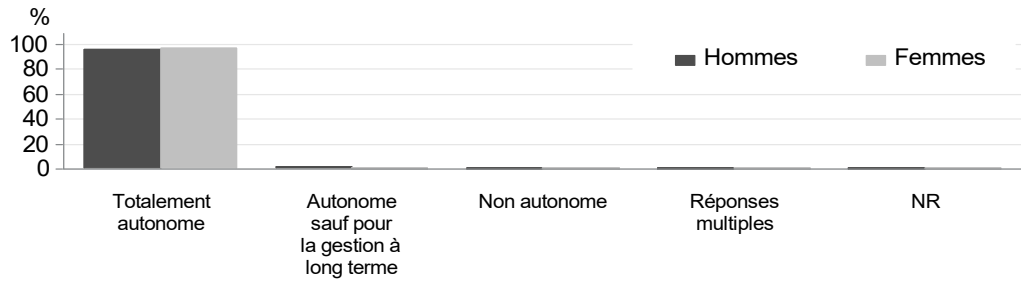 %
100
80
60
40
20
0
Hommes
Femmes
Totalement
autonome
Autonome
sauf pour
la gestion à
long terme
Non autonome
Réponses
multiples
NR